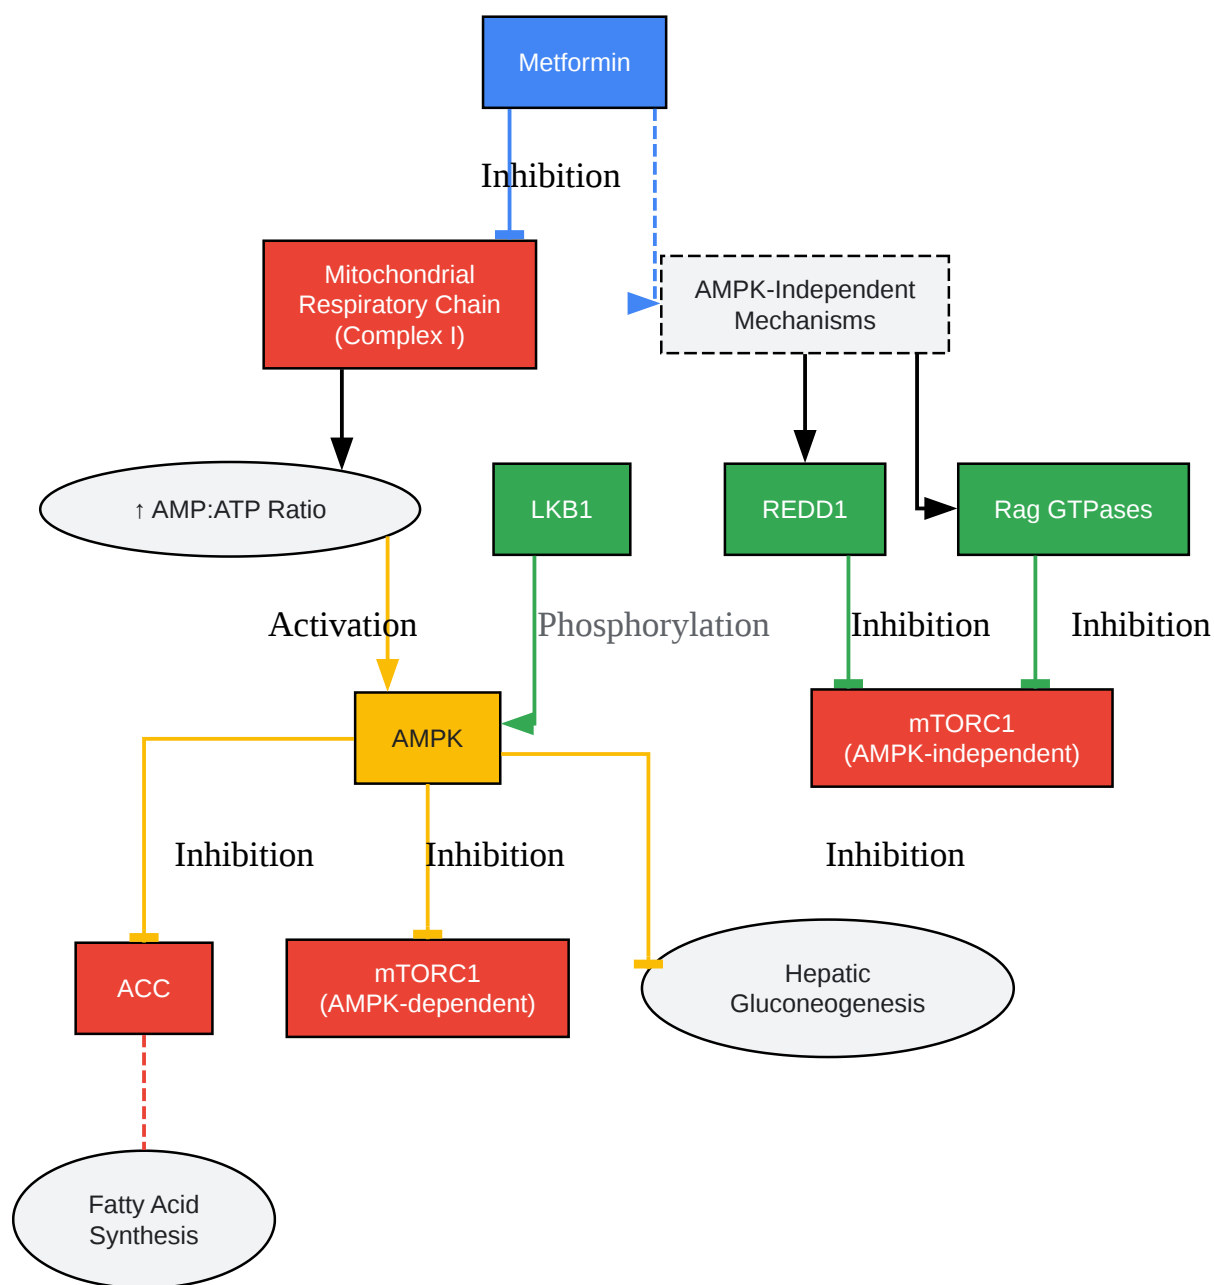 Metformin
Inhibition
Mitochondrial
Respiratory Chain
(Complex I)
AMPK-Independent
Mechanisms
↑ AMP:ATP Ratio
LKB1
REDD1
Rag GTPases
Activation
Phosphorylation
Inhibition
Inhibition
AMPK
mTORC1
(AMPK-independent)
Inhibition
Inhibition
Inhibition
ACC
mTORC1
(AMPK-dependent)
Hepatic
Gluconeogenesis
Fatty Acid
Synthesis